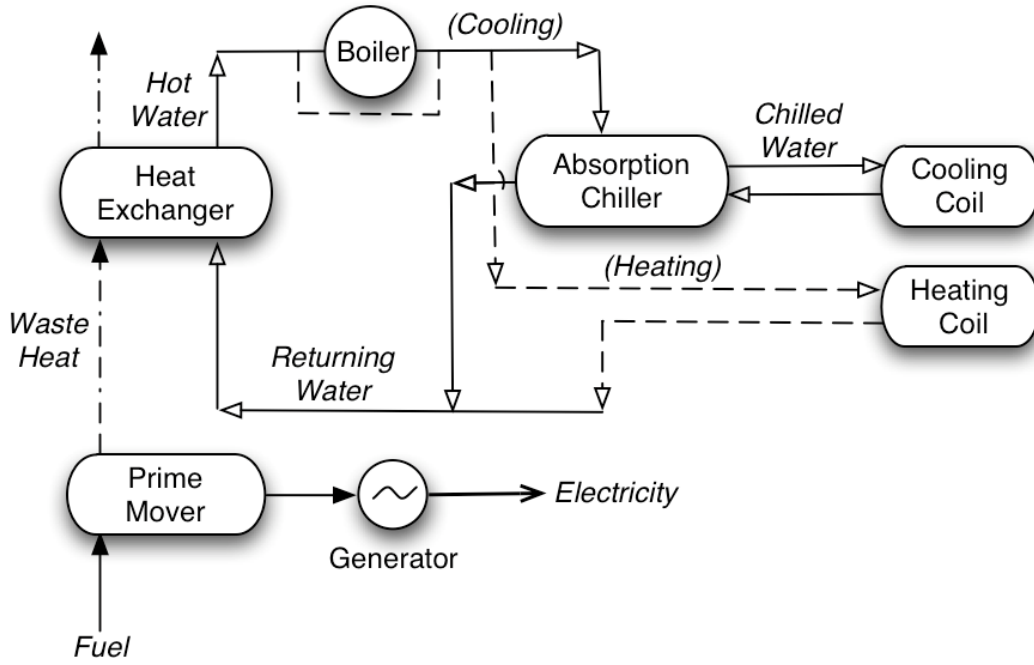 (Cooling)
Boiler
Hot
Water
Chilled
Water
Absorption
Chiller
Cooling
Coil
Heat
Exchanger
(Heating)
Heating
Coil
Waste
Heat
Returning
Water
Prime
Mover
Electricity
Generator
Fuel